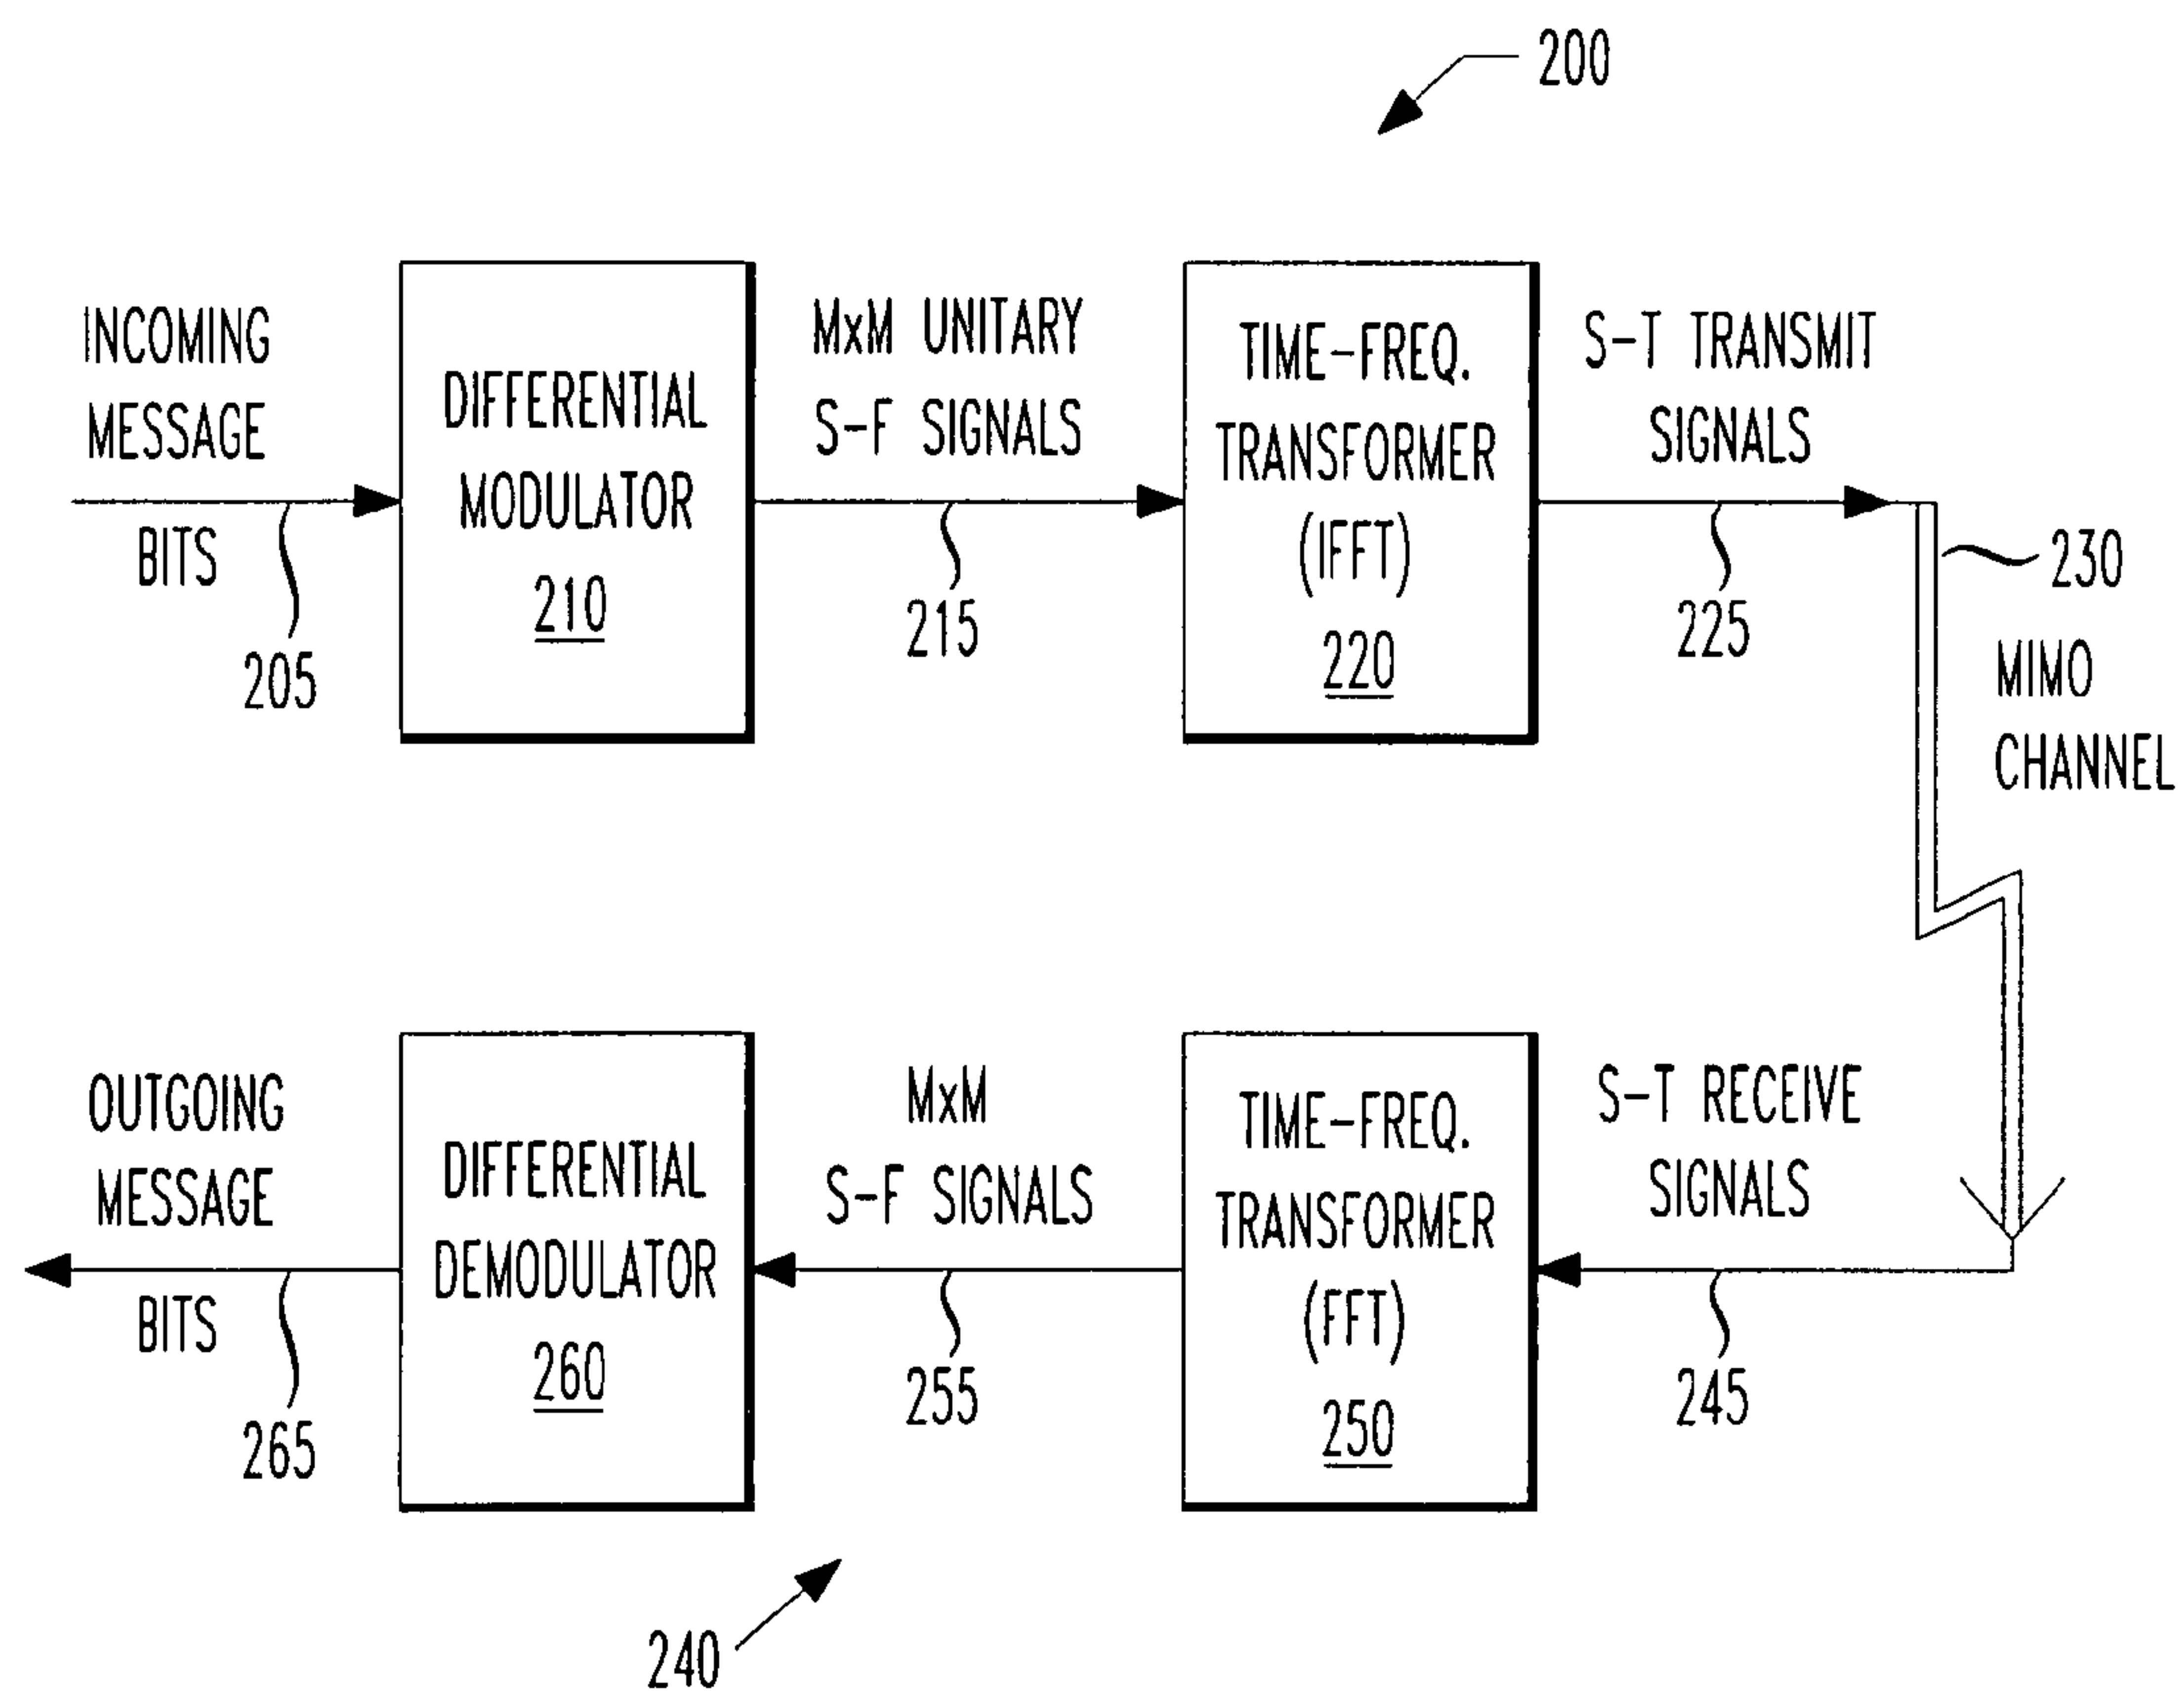 200
INCOMING
MESSAGE
BITS
205
DIFFERENTIAL
MODULATOR
210
MxM UNITARY
S-F SIGNALS
215
TIME-FREQ.
TRANSFORMER
(IFFT)
220
S-T TRANSMIT
SIGNALS
225
230
MIMO
CHANNEL
OUTGOING
MESSAGE
BITS
265
DIFFERENTIAL
DEMODULATOR
260
MxM
S-F SIGNALS
255
TIME-FREQ.
TRANSFORMER
(FFT)
250
S-T RECEIVE
SIGNALS
245
240